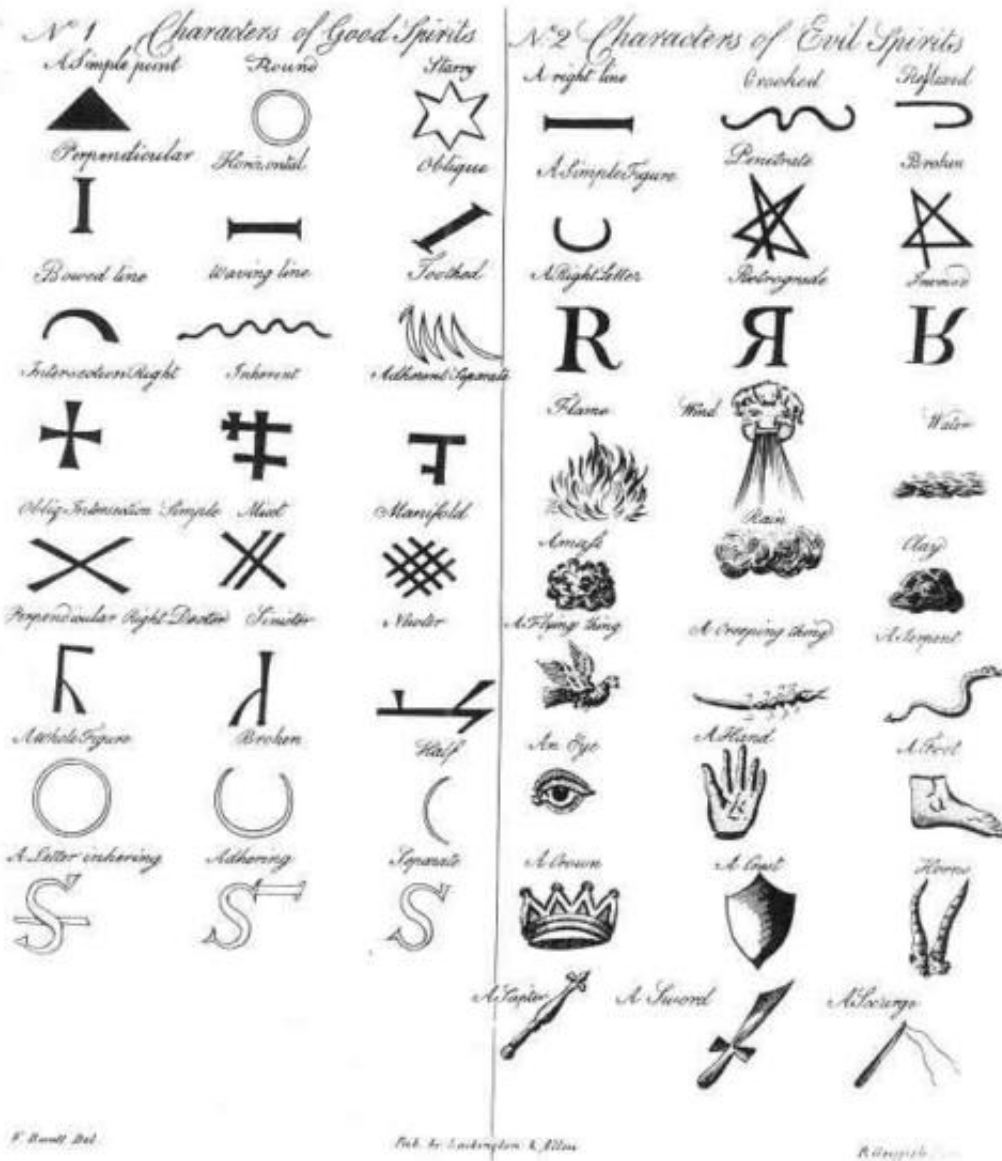 Nº 1 Characters of Good Spirits
A Simple point Round Starry
Perpendicular Horizontal Oblique
Bowed line Waving line Toothed
Intersection Right Inherent Adherent Separate
Obliq Intersection Simple Mixt Manifold
Perpendicular Right Dexter Sinister Neuter
A Whole Figure Broken Half
A Letter inhering Adhering Separate
S S S
Nº 2 Characters of Evil Spirits
A right line Crooked Reflexed
A Simple Figure Penetrate Broken
A Right Letter Retrograde
R R R
Flame Wind Water
A mass Rain Clay
A Flying thing A Creeping thing A Serpent
An Eye A Hand A Foot
A Crown A Crest Horns
A Scepter A Sword A Scourge
Del.
Pub. by Lackington & Allen